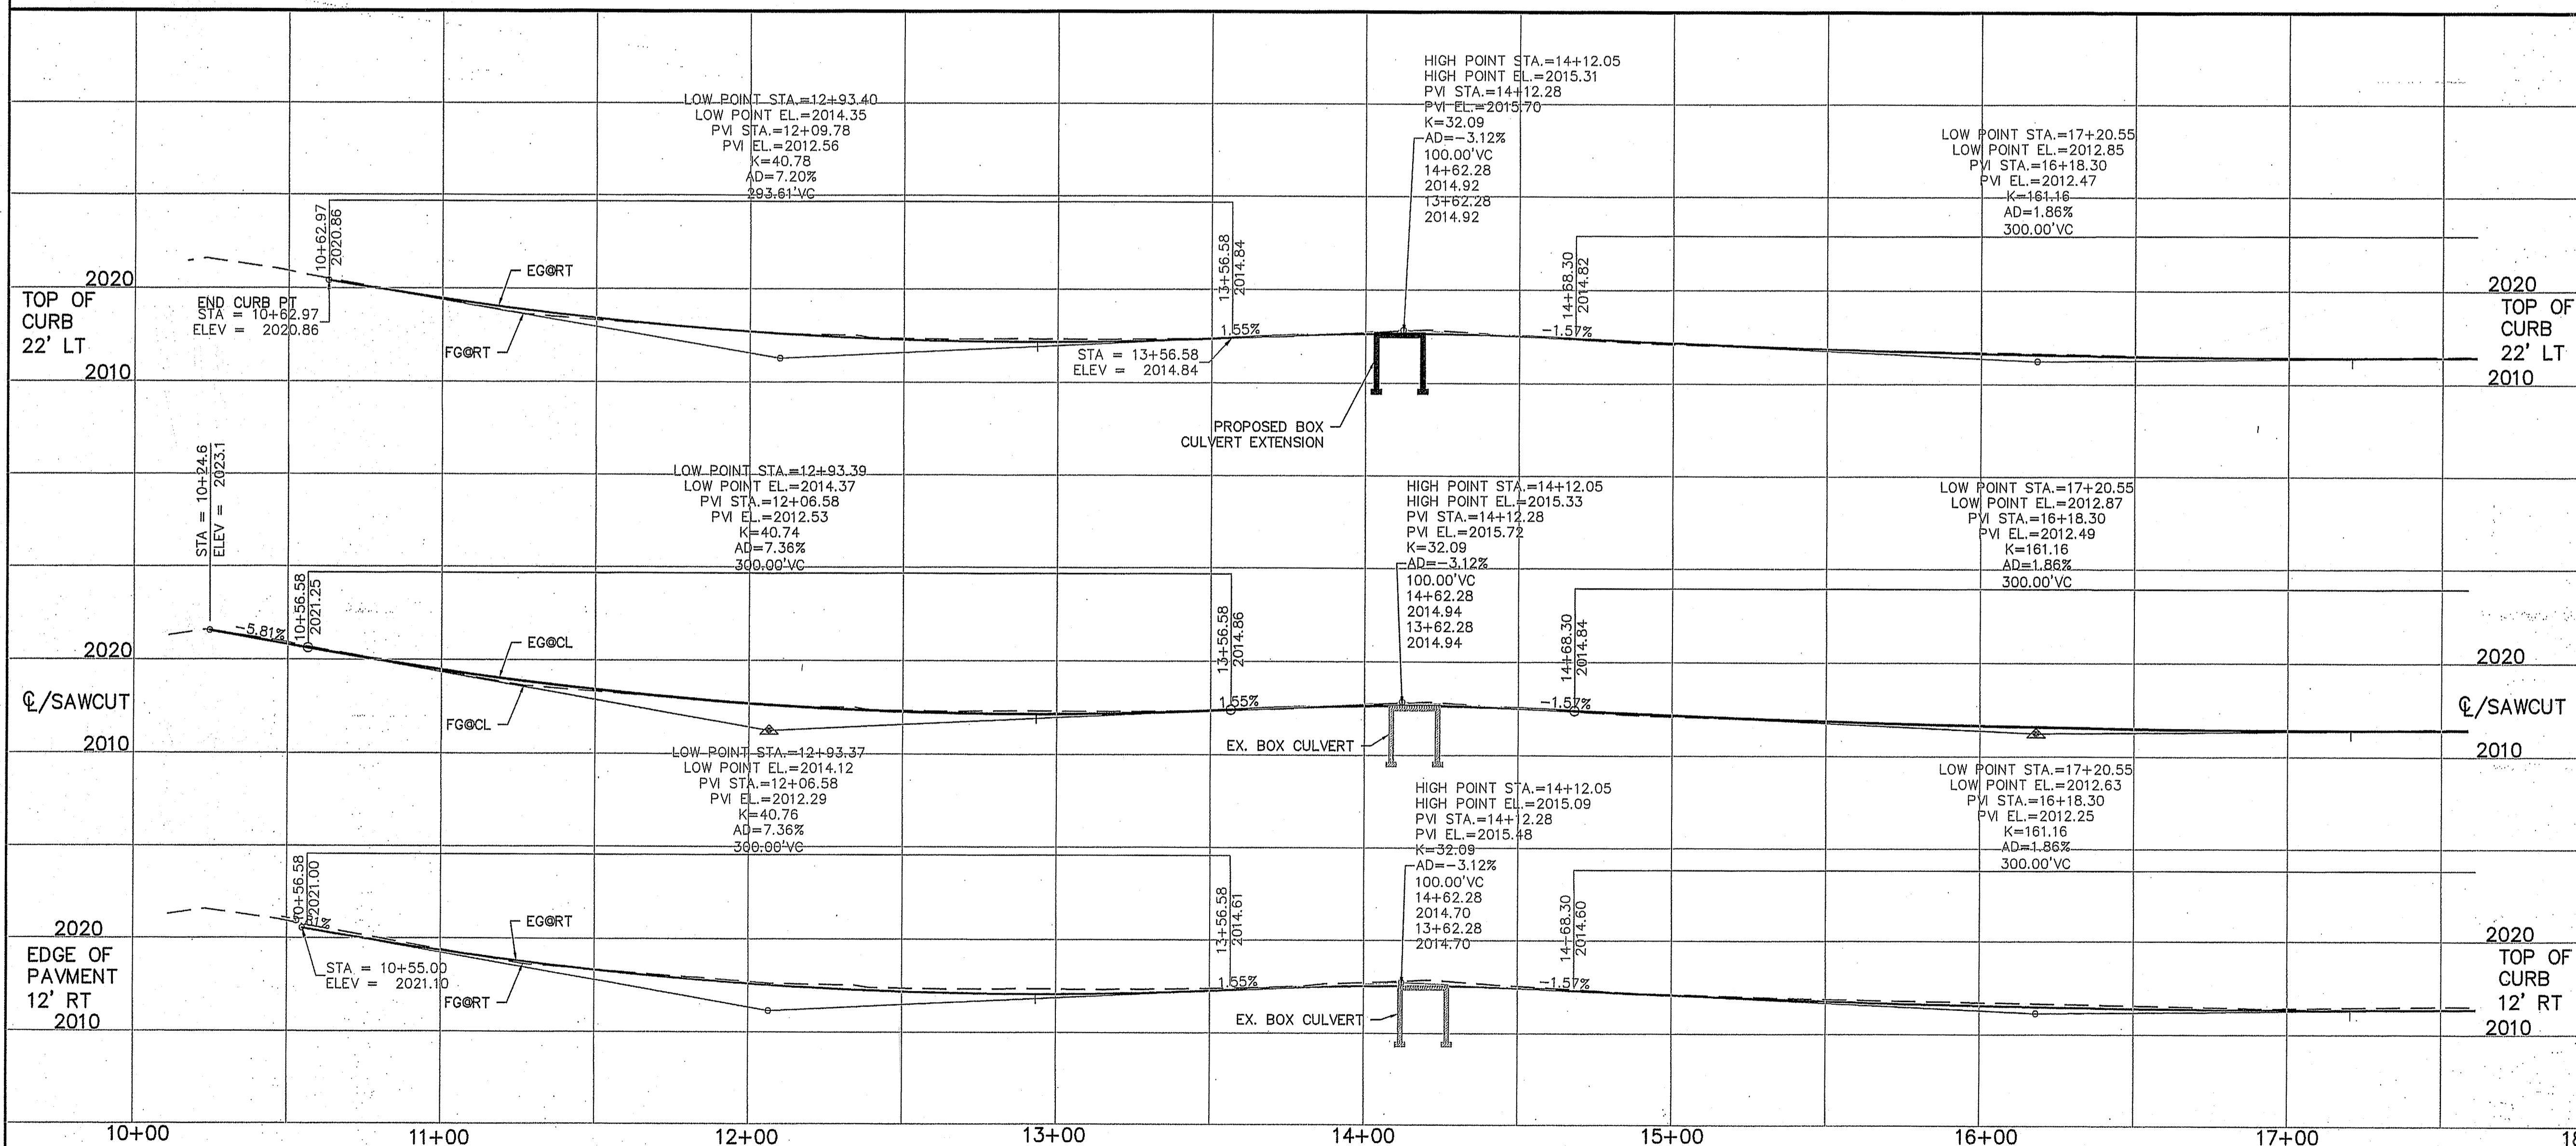 LOW POINT STA.=12+93.40
LOW POINT EL.=2014.35
PVI STA.=12+09.78
PVI EL.=2012.56
K=40.78
AD=7.20%
293.61'VC
HIGH POINT STA.=14+12.05
HIGH POINT EL.=2015.31
PVI STA.=14+12.28
PVI EL.=2015.70
K=32.09
AD=-3.12%
100.00'VC
14+62.28
2014.92
13+62.28
2014.92
LOW POINT STA.=17+20.55
LOW POINT EL.=2012.85
PVI STA.=16+18.30
PVI EL.=2012.47
K=161.16
AD=1.86%
300.00'VC
10+62.97
2020.86
13+56.58
2014.84
14+68.30
2014.82
2020
TOP OF
CURB
22' LT
2010
END CURB PT
STA = 10+62.97
ELEV = 2020.86
EG@RT
FG@RT
1.55%
STA = 13+56.58
ELEV = 2014.84
-1.57%
PROPOSED BOX
CULVERT EXTENSION
2020
TOP OF
CURB
22' LT
2010
STA = 10+24.6
ELEV = 2023.1
LOW POINT STA.=12+93.39
LOW POINT EL.=2014.37
PVI STA.=12+06.58
PVI EL.=2012.53
K=40.74
AD=7.36%
300.00'VC
HIGH POINT STA.=14+12.05
HIGH POINT EL.=2015.33
PVI STA.=14+12.28
PVI EL.=2015.72
K=32.09
AD=-3.12%
100.00'VC
14+62.28
2014.94
13+62.28
2014.94
LOW POINT STA.=17+20.55
LOW POINT EL.=2012.87
PVI STA.=16+18.30
PVI EL.=2012.49
K=161.16
AD=1.86%
300.00'VC
-5.81%
10+56.58
2021.25
13+56.58
2014.86
14+68.30
2014.84
2020
℄/SAWCUT
2010
EG@CL
FG@CL
1.55%
-1.57%
EX. BOX CULVERT
2020
℄/SAWCUT
2010
LOW POINT STA.=12+93.37
LOW POINT EL.=2014.12
PVI STA.=12+06.58
PVI EL.=2012.29
K=40.76
AD=7.36%
300.00'VC
HIGH POINT STA.=14+12.05
HIGH POINT EL.=2015.09
PVI STA.=14+12.28
PVI EL.=2015.48
K=32.09
AD=-3.12%
100.00'VC
14+62.28
2014.70
13+62.28
2014.70
LOW POINT STA.=17+20.55
LOW POINT EL.=2012.63
PVI STA.=16+18.30
PVI EL.=2012.25
K=161.16
AD=1.86%
300.00'VC
10+56.58
2021.00
13+56.58
2014.61
14+68.30
2014.60
2020
EDGE OF
PAVMENT
12' RT
2010
STA = 10+55.00
ELEV = 2021.10
EG@RT
FG@RT
1.55%
-1.57%
EX. BOX CULVERT
2020
TOP OF
CURB
12' RT
2010
10+00
11+00
12+00
13+00
14+00
15+00
16+00
17+00